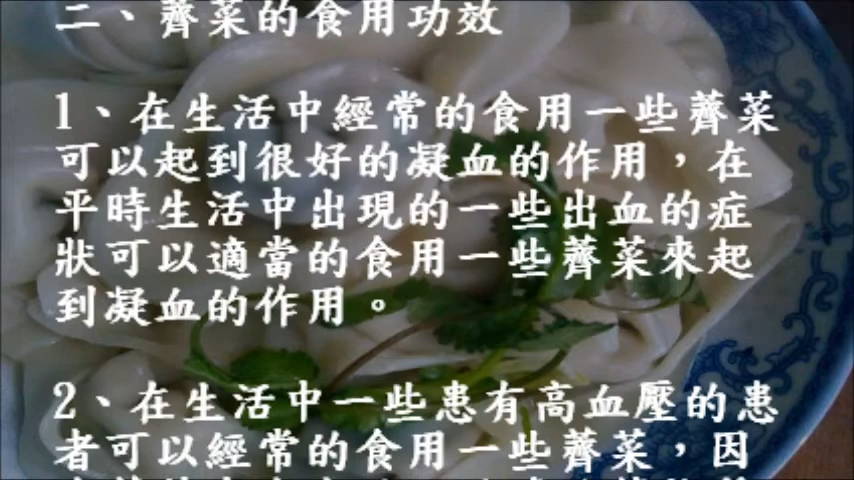 二、薺菜的食用功效
1、在生活中經常的食用一些薺菜
可以起到很好的凝血的作用，在
平時生活中出現的一些出血的症
狀可以適當的食用一些薺菜來起
到凝血的作用。
2、在生活中一些患有高血壓的患
者可以經常的食用一些薺菜，因